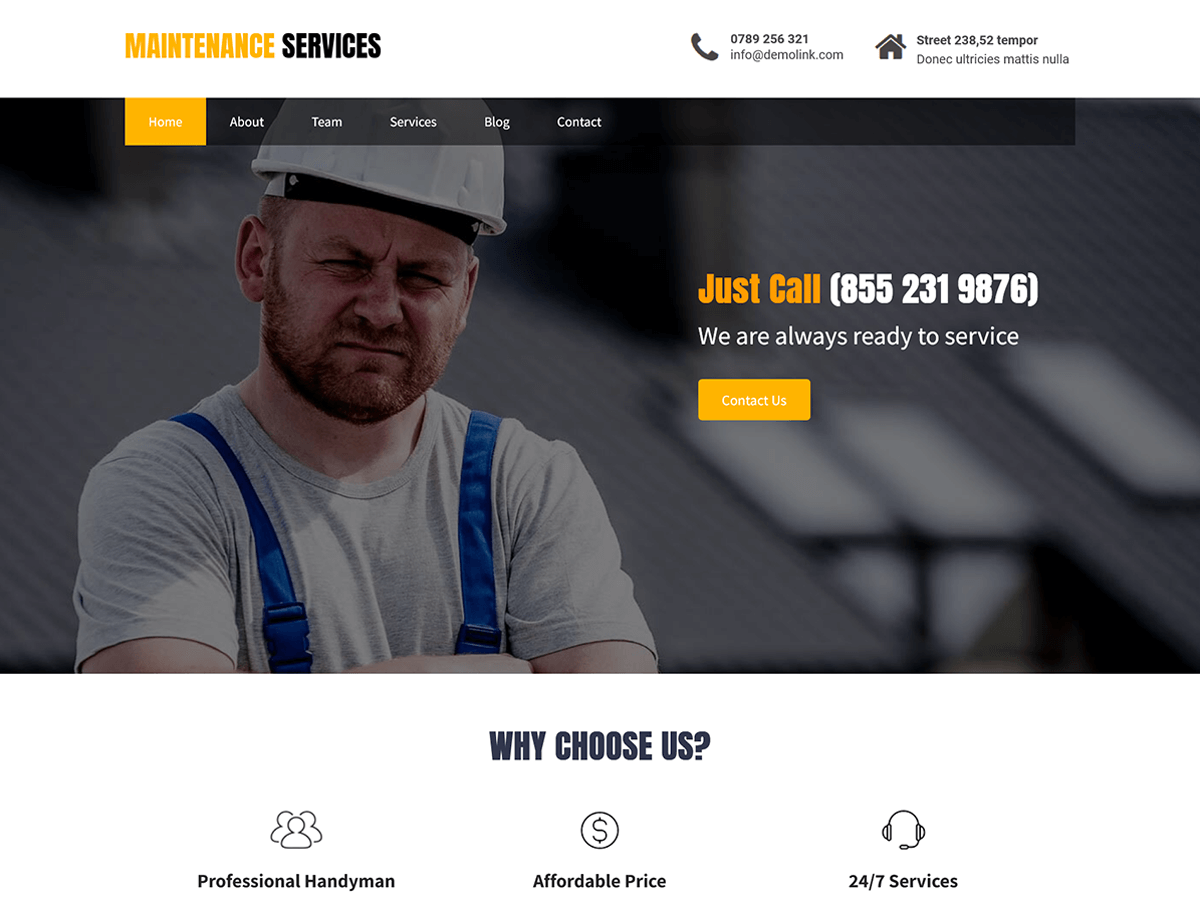 MAINTENANCE SERVICES
0789 256 321
info@demolink.com
Street 238,52 tempor
Donec ultricies mattis nulla
Home About Team Services Blog Contact
Just Call (855 231 9876)
We are always ready to service
Contact Us
WHY CHOOSE US?
Professional Handyman
Affordable Price
24/7 Services